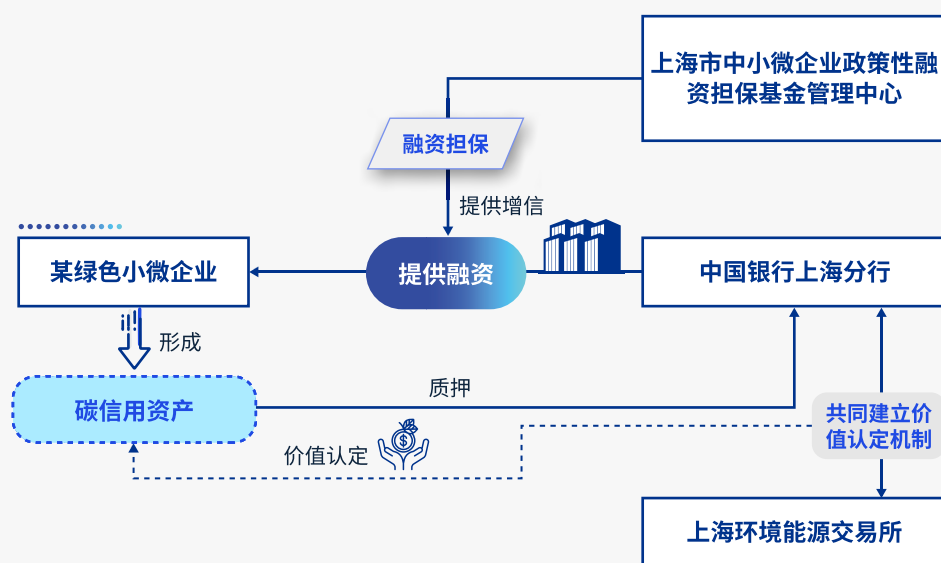 上海市中小微企业政策性融
资担保基金管理中心
融资担保
提供增信
某绿色小微企业
提供融资
中国银行上海分行
形成
碳信用资产
质押
共同建立价
值认定机制
价值认定
上海环境能源交易所